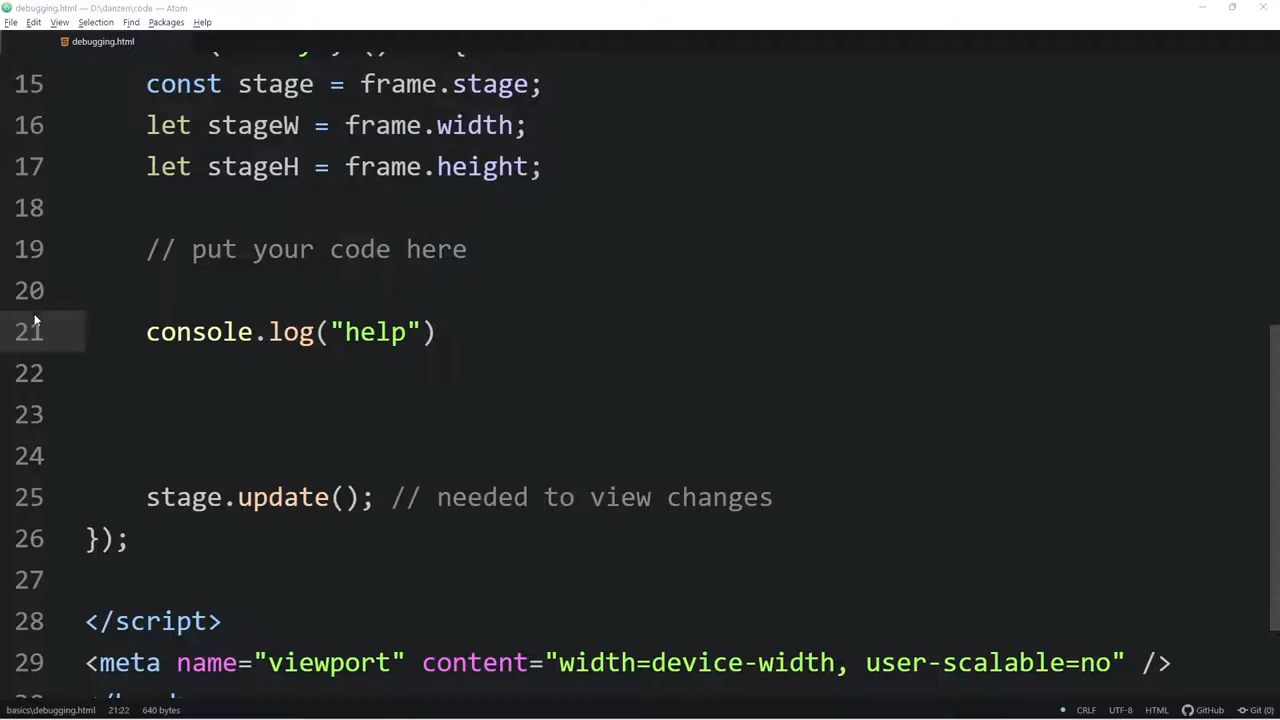 debugging.html — D:\danzen\code — Atom
File Edit View Selection Find Packages Help
debugging.html
15 const stage = frame.stage;
16 let stageW = frame.width;
17 let stageH = frame.height;
18
19 // put your code here
20
21 console.log("help")
22
23
24
25 stage.update(); // needed to view changes
26 });
27
28 </script>
29 <meta name="viewport" content="width=device-width, user-scalable=no" />
basics\debugging.html 21:22 640 bytes CRLF UTF-8 HTML GitHub Git (0)